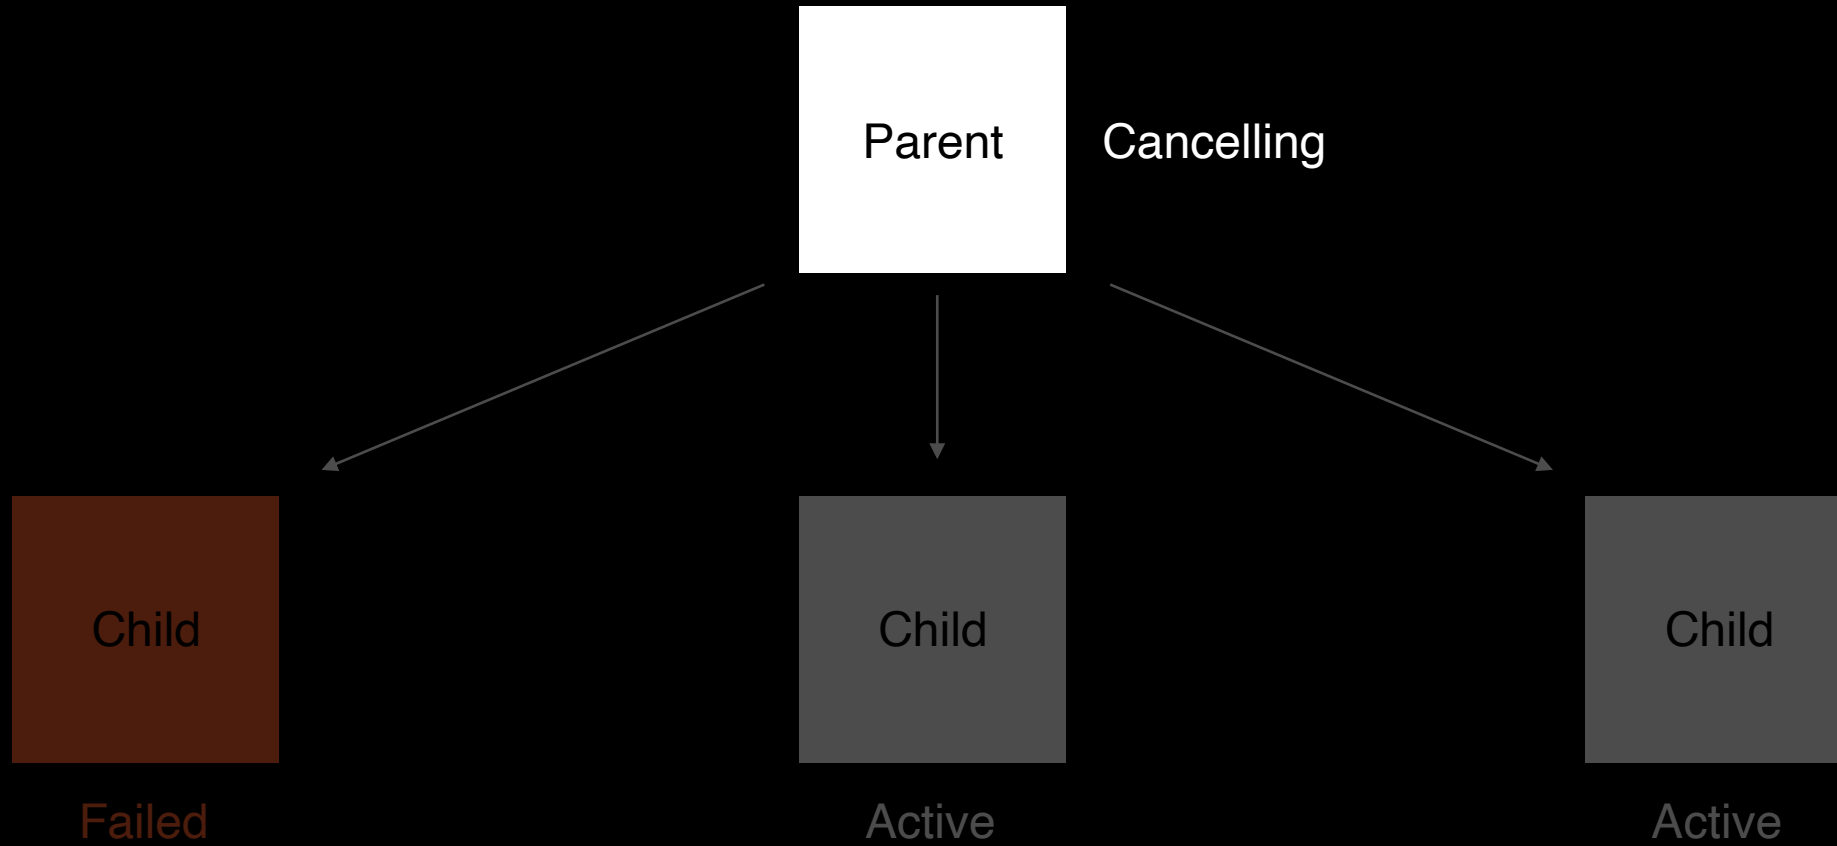 Parent
Cancelling
Child
Child
Child
Failed
Active
Active